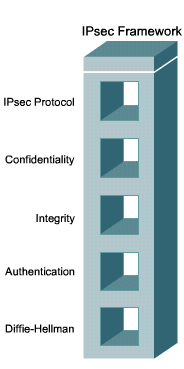 IPsec Framework
IPsec Protocol
Confidentiality
Integrity
Authentication
Diffie-Hellman